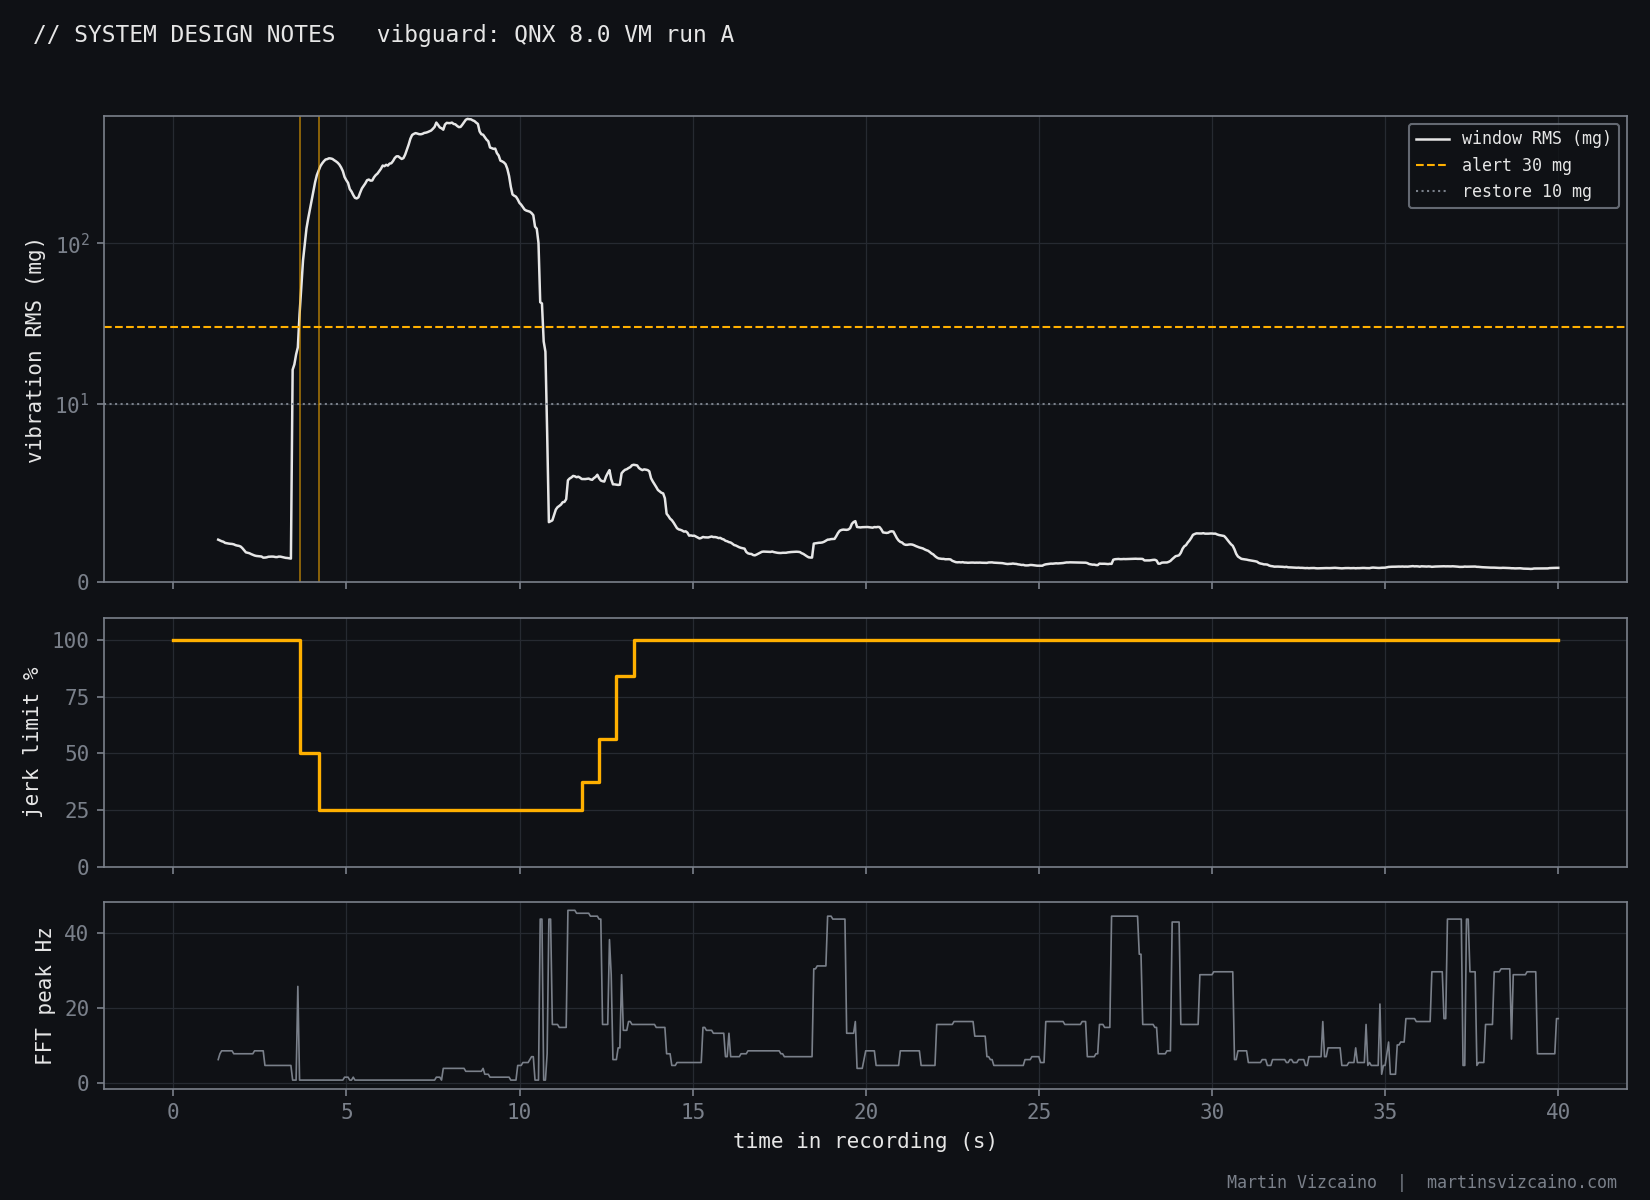 // SYSTEM DESIGN NOTES   vibguard: QNX 8.0 VM run A
window RMS (mg)
alert 30 mg
restore 10 mg
vibration RMS (mg)
10²
10¹
0
jerk limit %
100
75
50
25
0
FFT peak Hz
40
20
0
0 5 10 15 20 25 30 35 40
time in recording (s)
Martin Vizcaino | martinsvizcaino.com